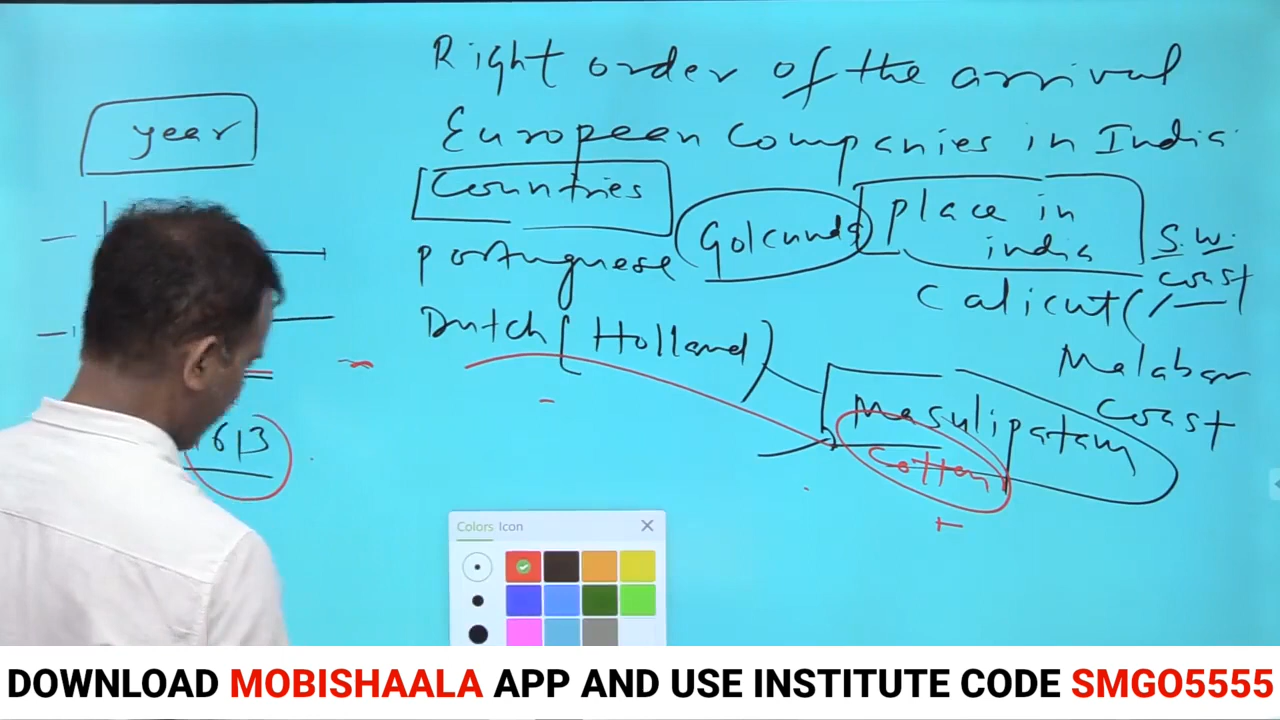 Right order of the arrival
European Companies in India
year
Countries
Golcunda
place in
india
S.W.
coast
portuguese
Calicut (
Dutch (Holland)
Malabar
coast
Masulipatam
Cotton
1613
Colors Icon
DOWNLOAD MOBISHAALA APP AND USE INSTITUTE CODE SMGO5555